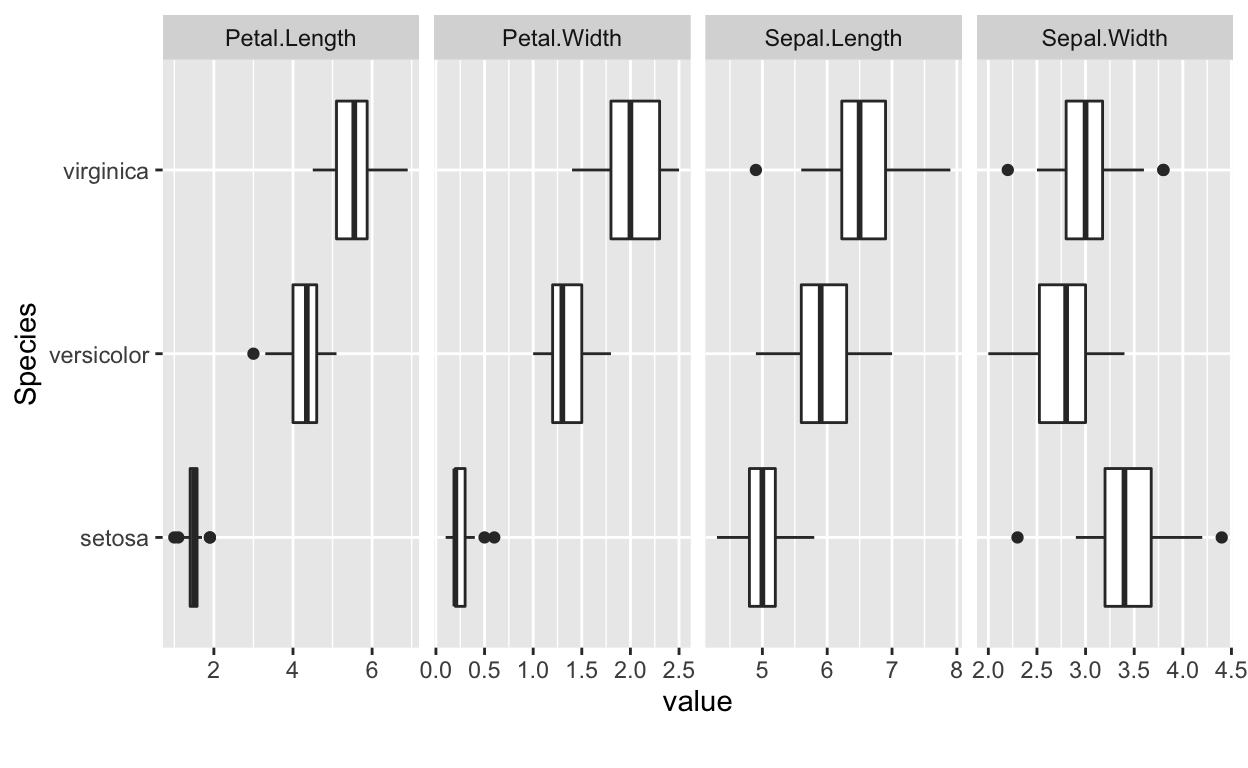 Petal.Length Petal.Width Sepal.Length Sepal.Width
Species
virginica
versicolor
setosa
2 4 6 0.0 0.5 1.0 1.5 2.0 2.5 5 6 7 8 2.0 2.5 3.0 3.5 4.0 4.5
value